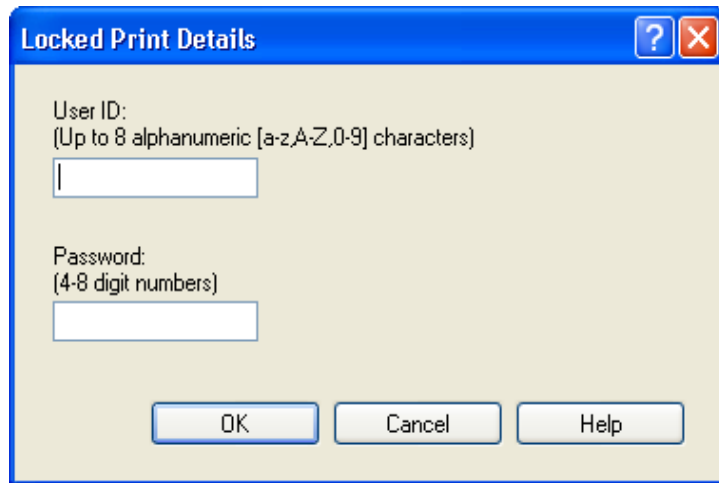 Locked Print Details
User ID:
(Up to 8 alphanumeric [a-z,A-Z,0-9] characters)
Password:
(4-8 digit numbers)
OK Cancel Help